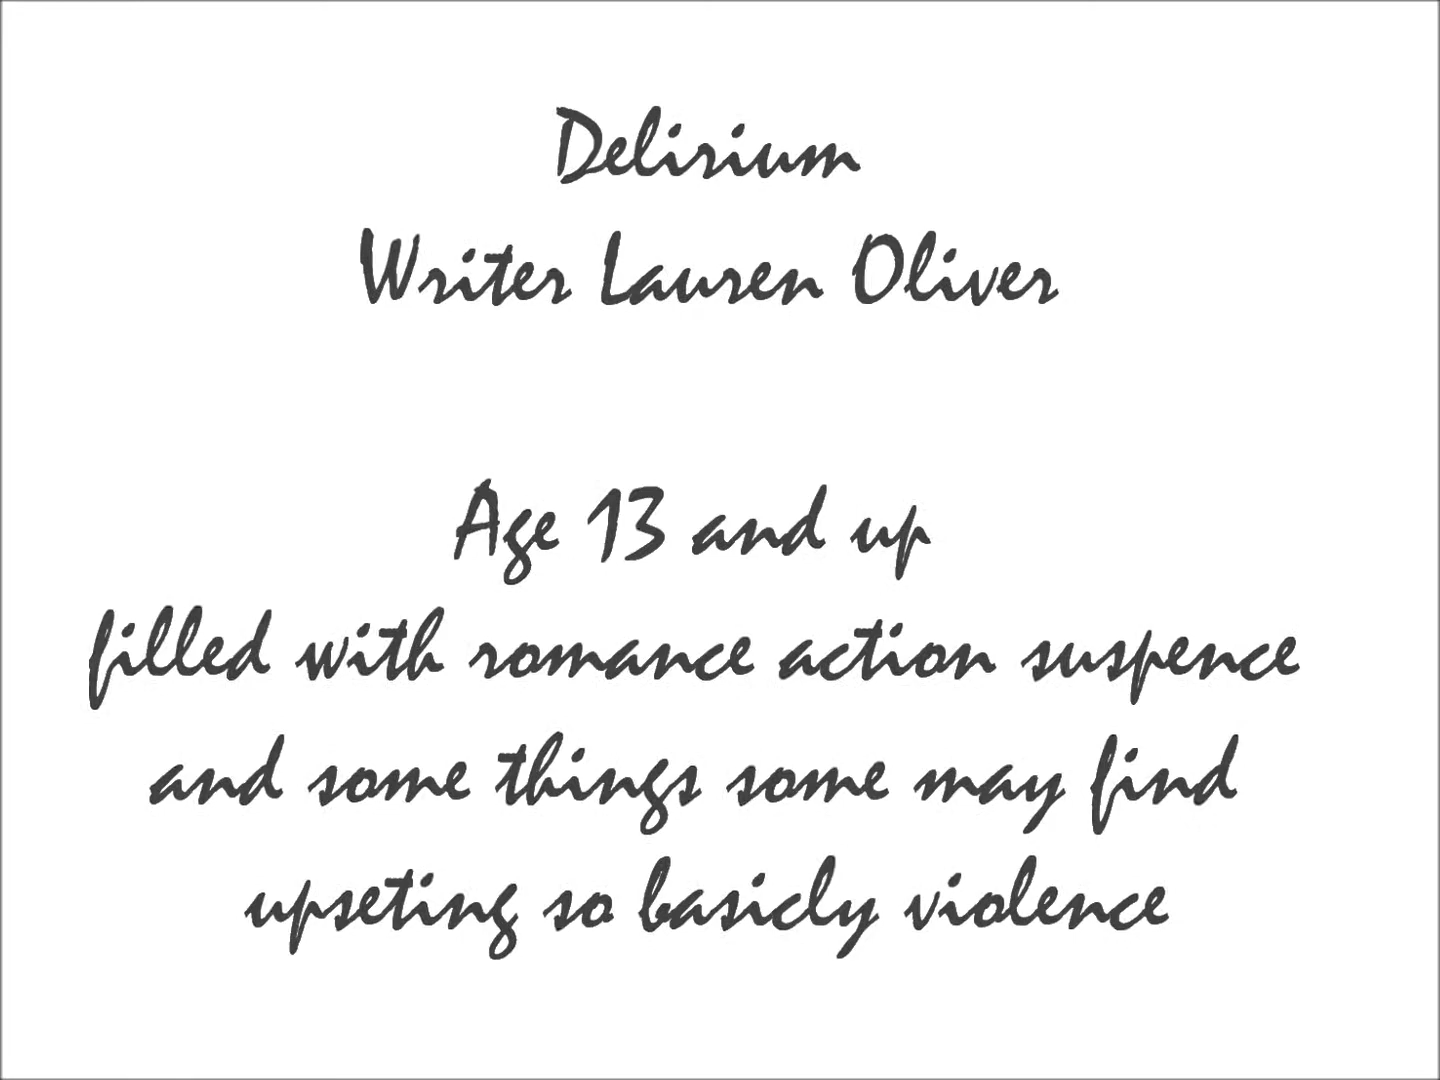 Delirium
Writer Lauren Oliver
Age 13 and up
filled with romance action suspence
and some things some may find
upseting so basicly violence